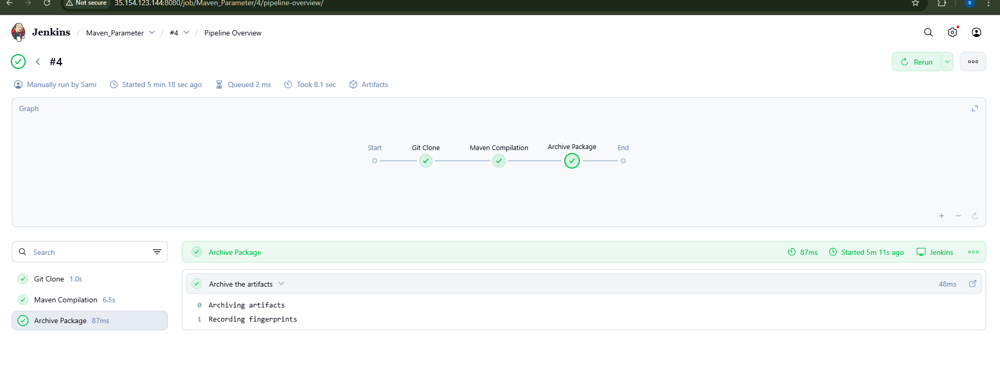 Not secure 35.154.123.144:8080/job/Maven_Parameter/4/pipeline-overview/
S
Jenkins / Maven_Parameter / #4 / Pipeline Overview
#4
Rerun
Manually run by Sami Started 5 min 18 sec ago Queued 2 ms Took 8.1 sec Artifacts
Graph
Start Git Clone Maven Compilation Archive Package End
Search
Archive Package 87ms Started 5m 11s ago Jenkins
Git Clone 1.0s
Maven Compilation 6.5s
Archive Package 87ms
Archive the artifacts 48ms
0 Archiving artifacts
1 Recording fingerprints